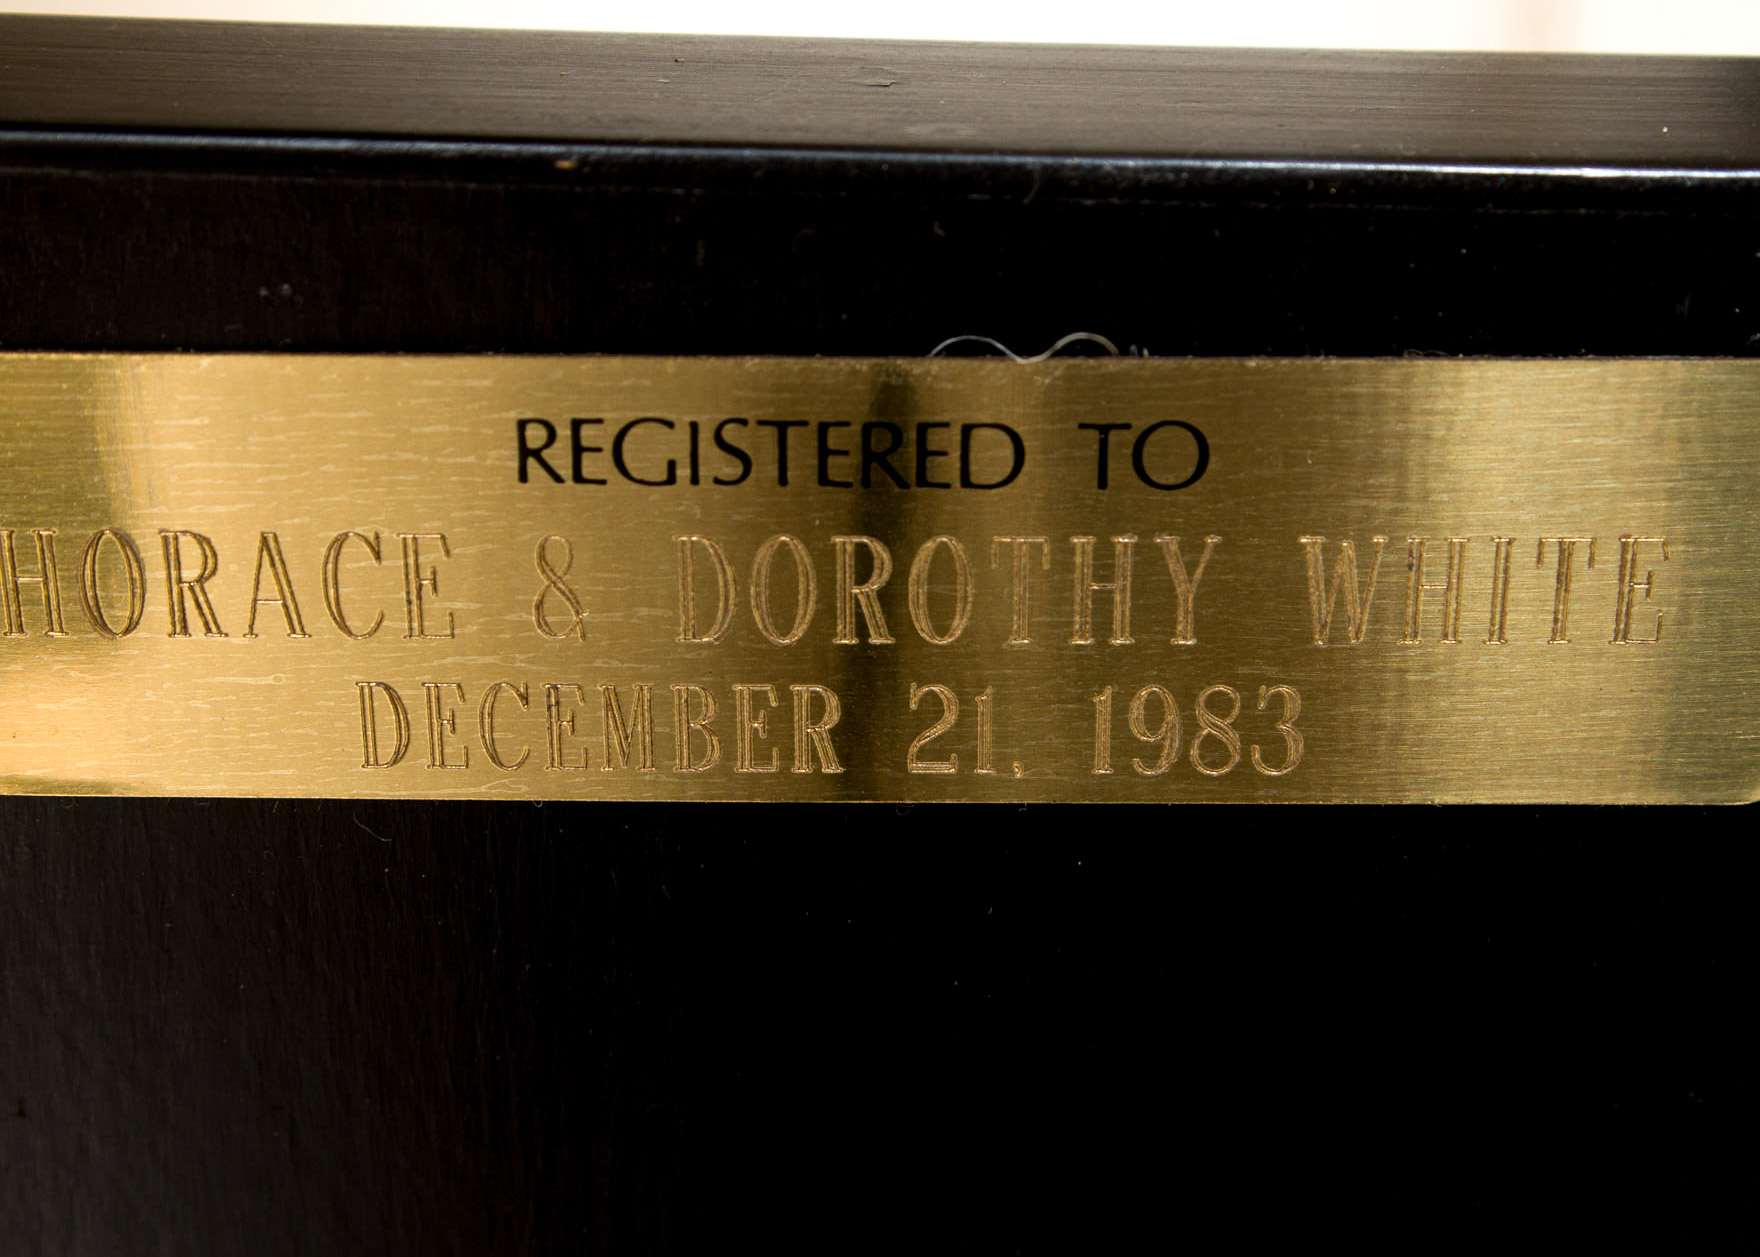 REGISTERED TO
HORACE & DOROTHY WHITE
DECEMBER 21, 1983